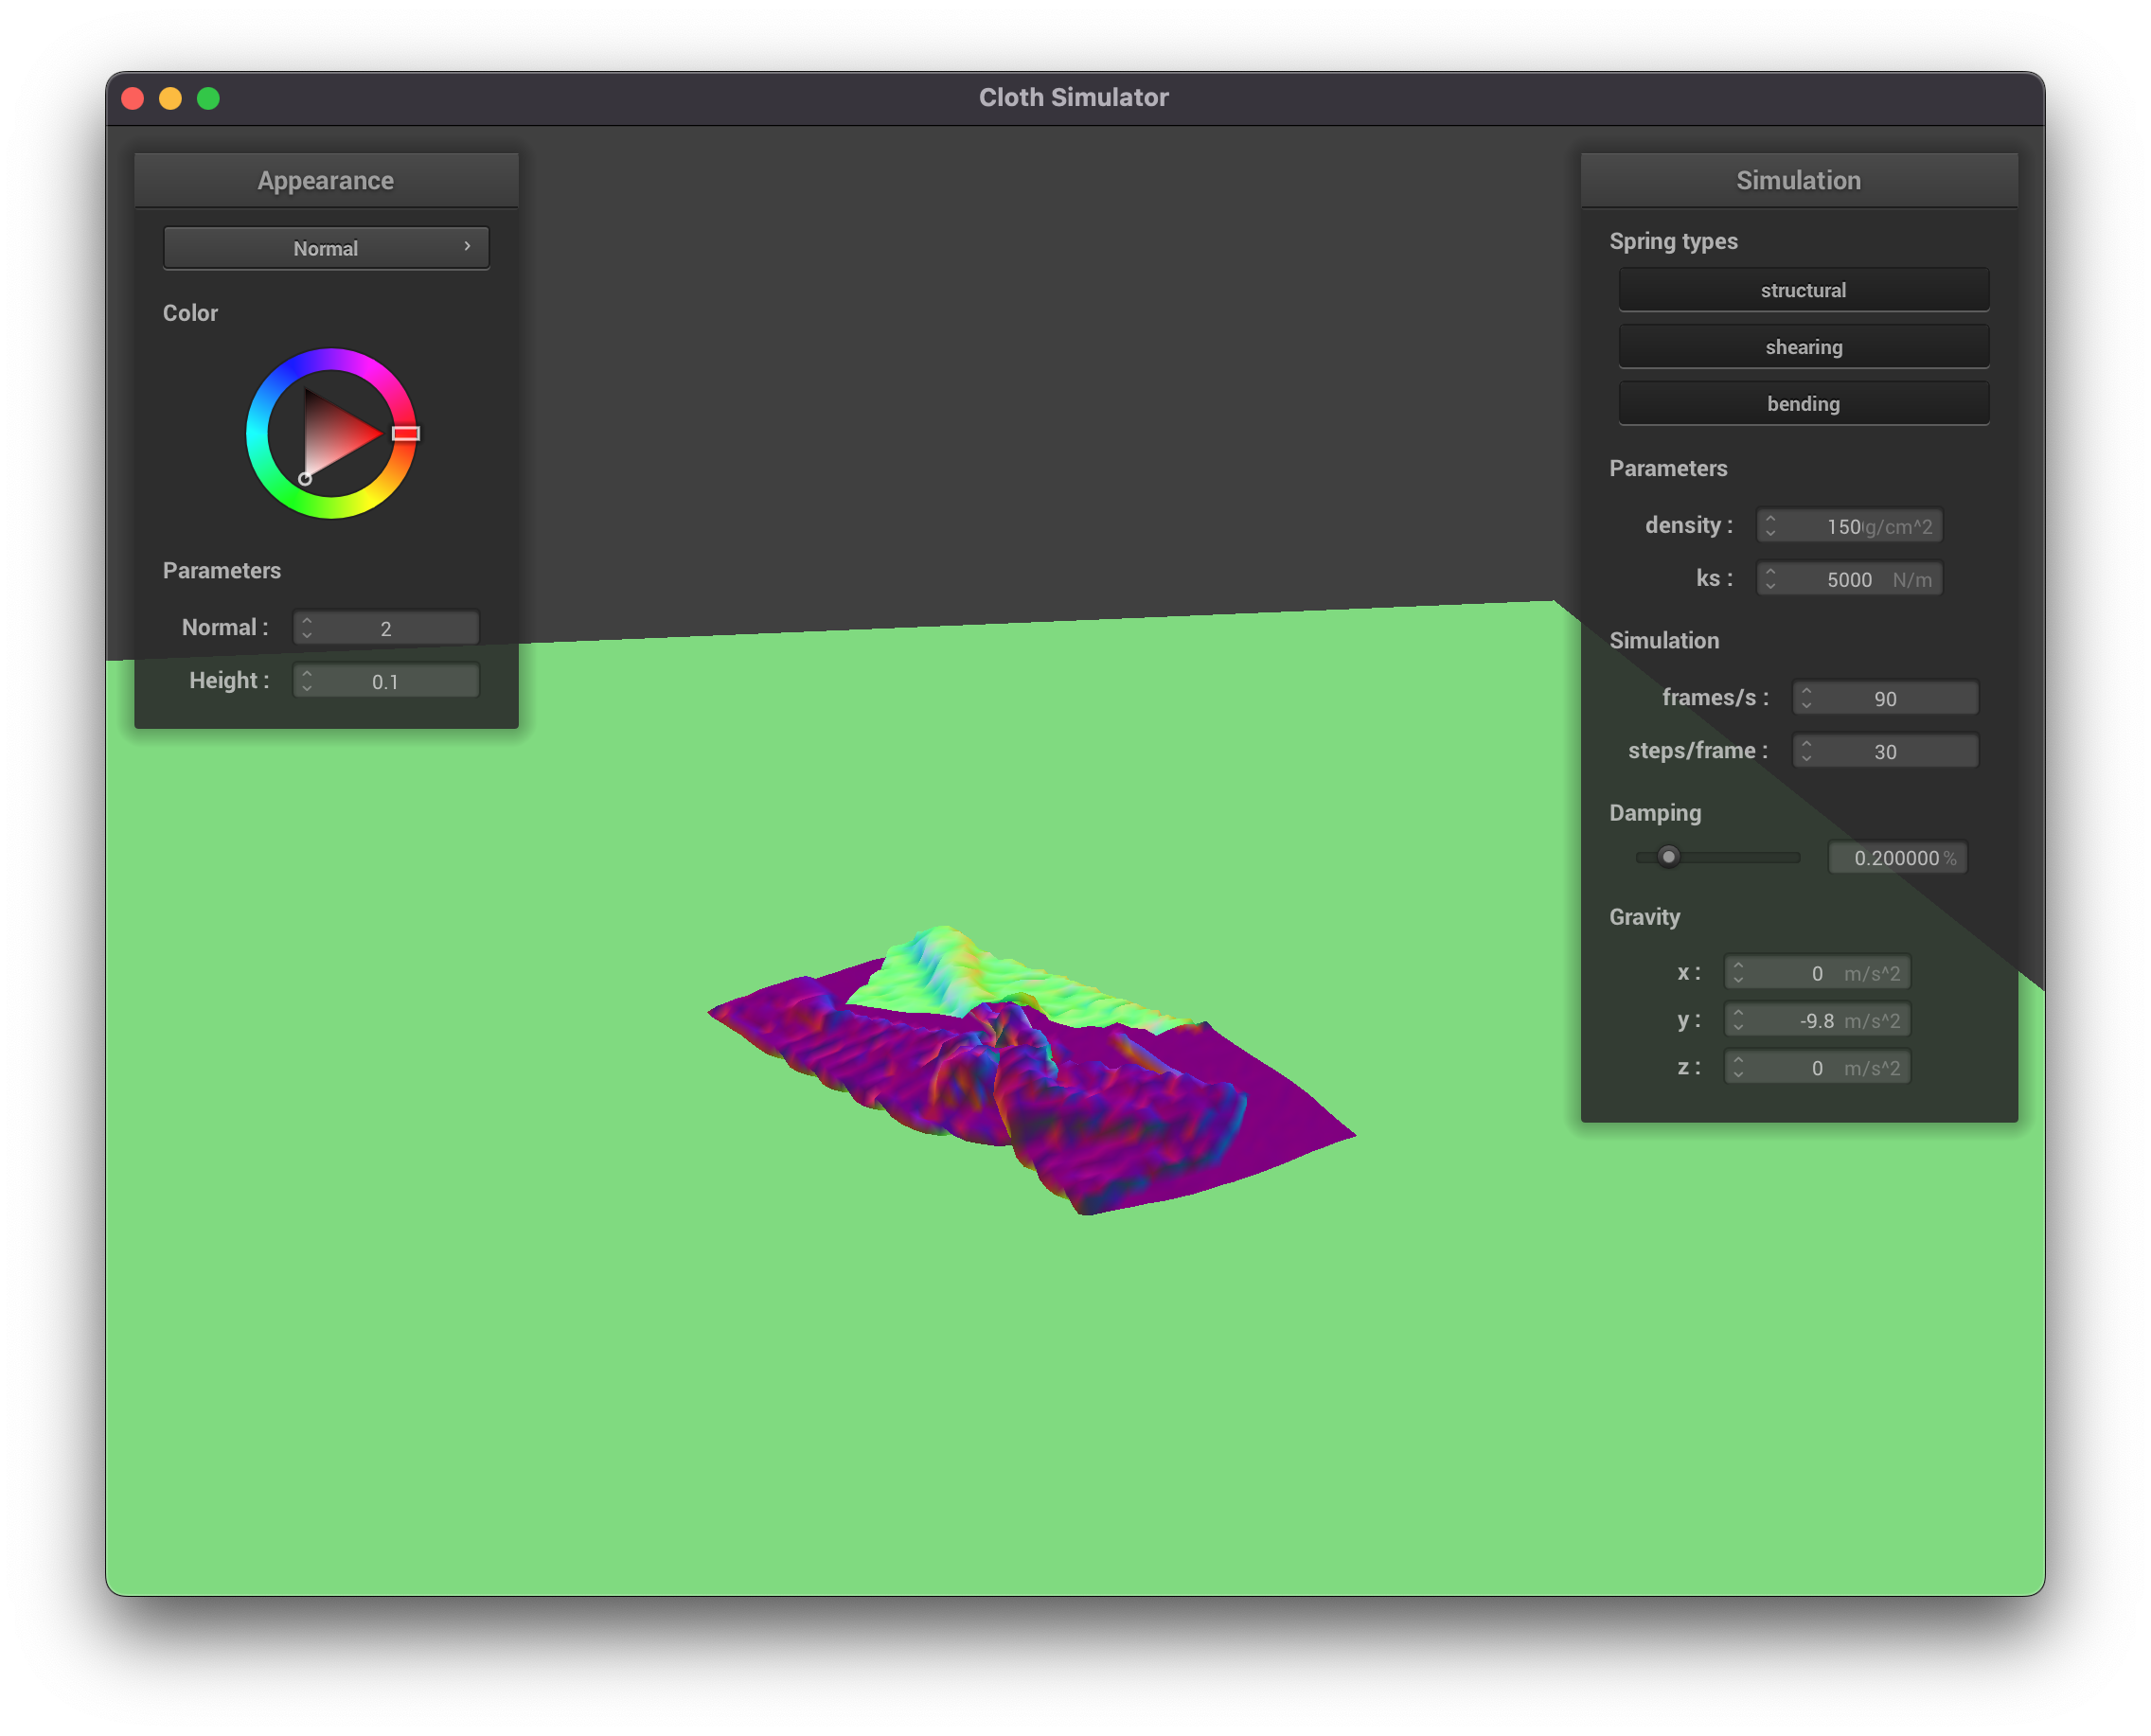 Cloth Simulator
Appearance
Normal
Color
Parameters
Normal :
2
Height :
0.1
Simulation
Spring types
structural
shearing
bending
Parameters
density :
150 g/cm^2
ks :
5000 N/m
Simulation
frames/s :
90
steps/frame :
30
Damping
0.200000 %
Gravity
x :
0 m/s^2
y :
-9.8 m/s^2
z :
0 m/s^2